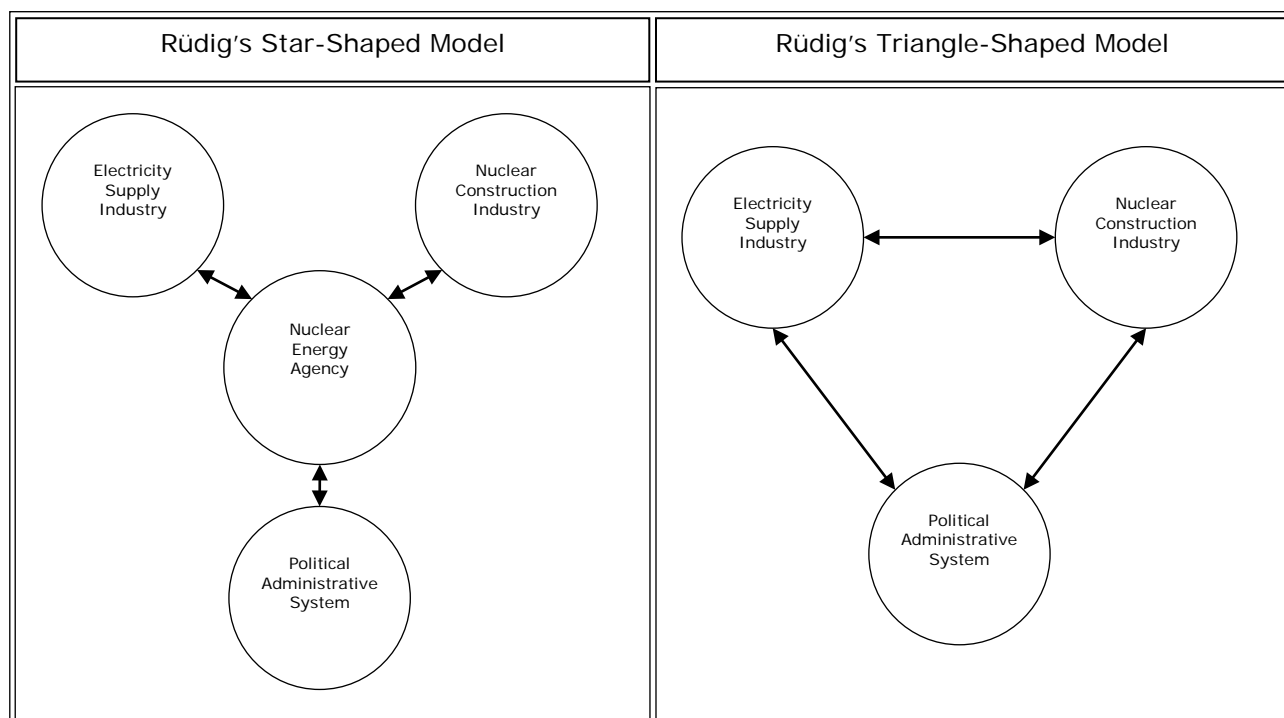 Rüdig's Star-Shaped Model
Rüdig's Triangle-Shaped Model
Electricity
Supply
Industry
Nuclear
Construction
Industry
Nuclear
Energy
Agency
Political
Administrative
System
Electricity
Supply
Industry
Nuclear
Construction
Industry
Political
Administrative
System